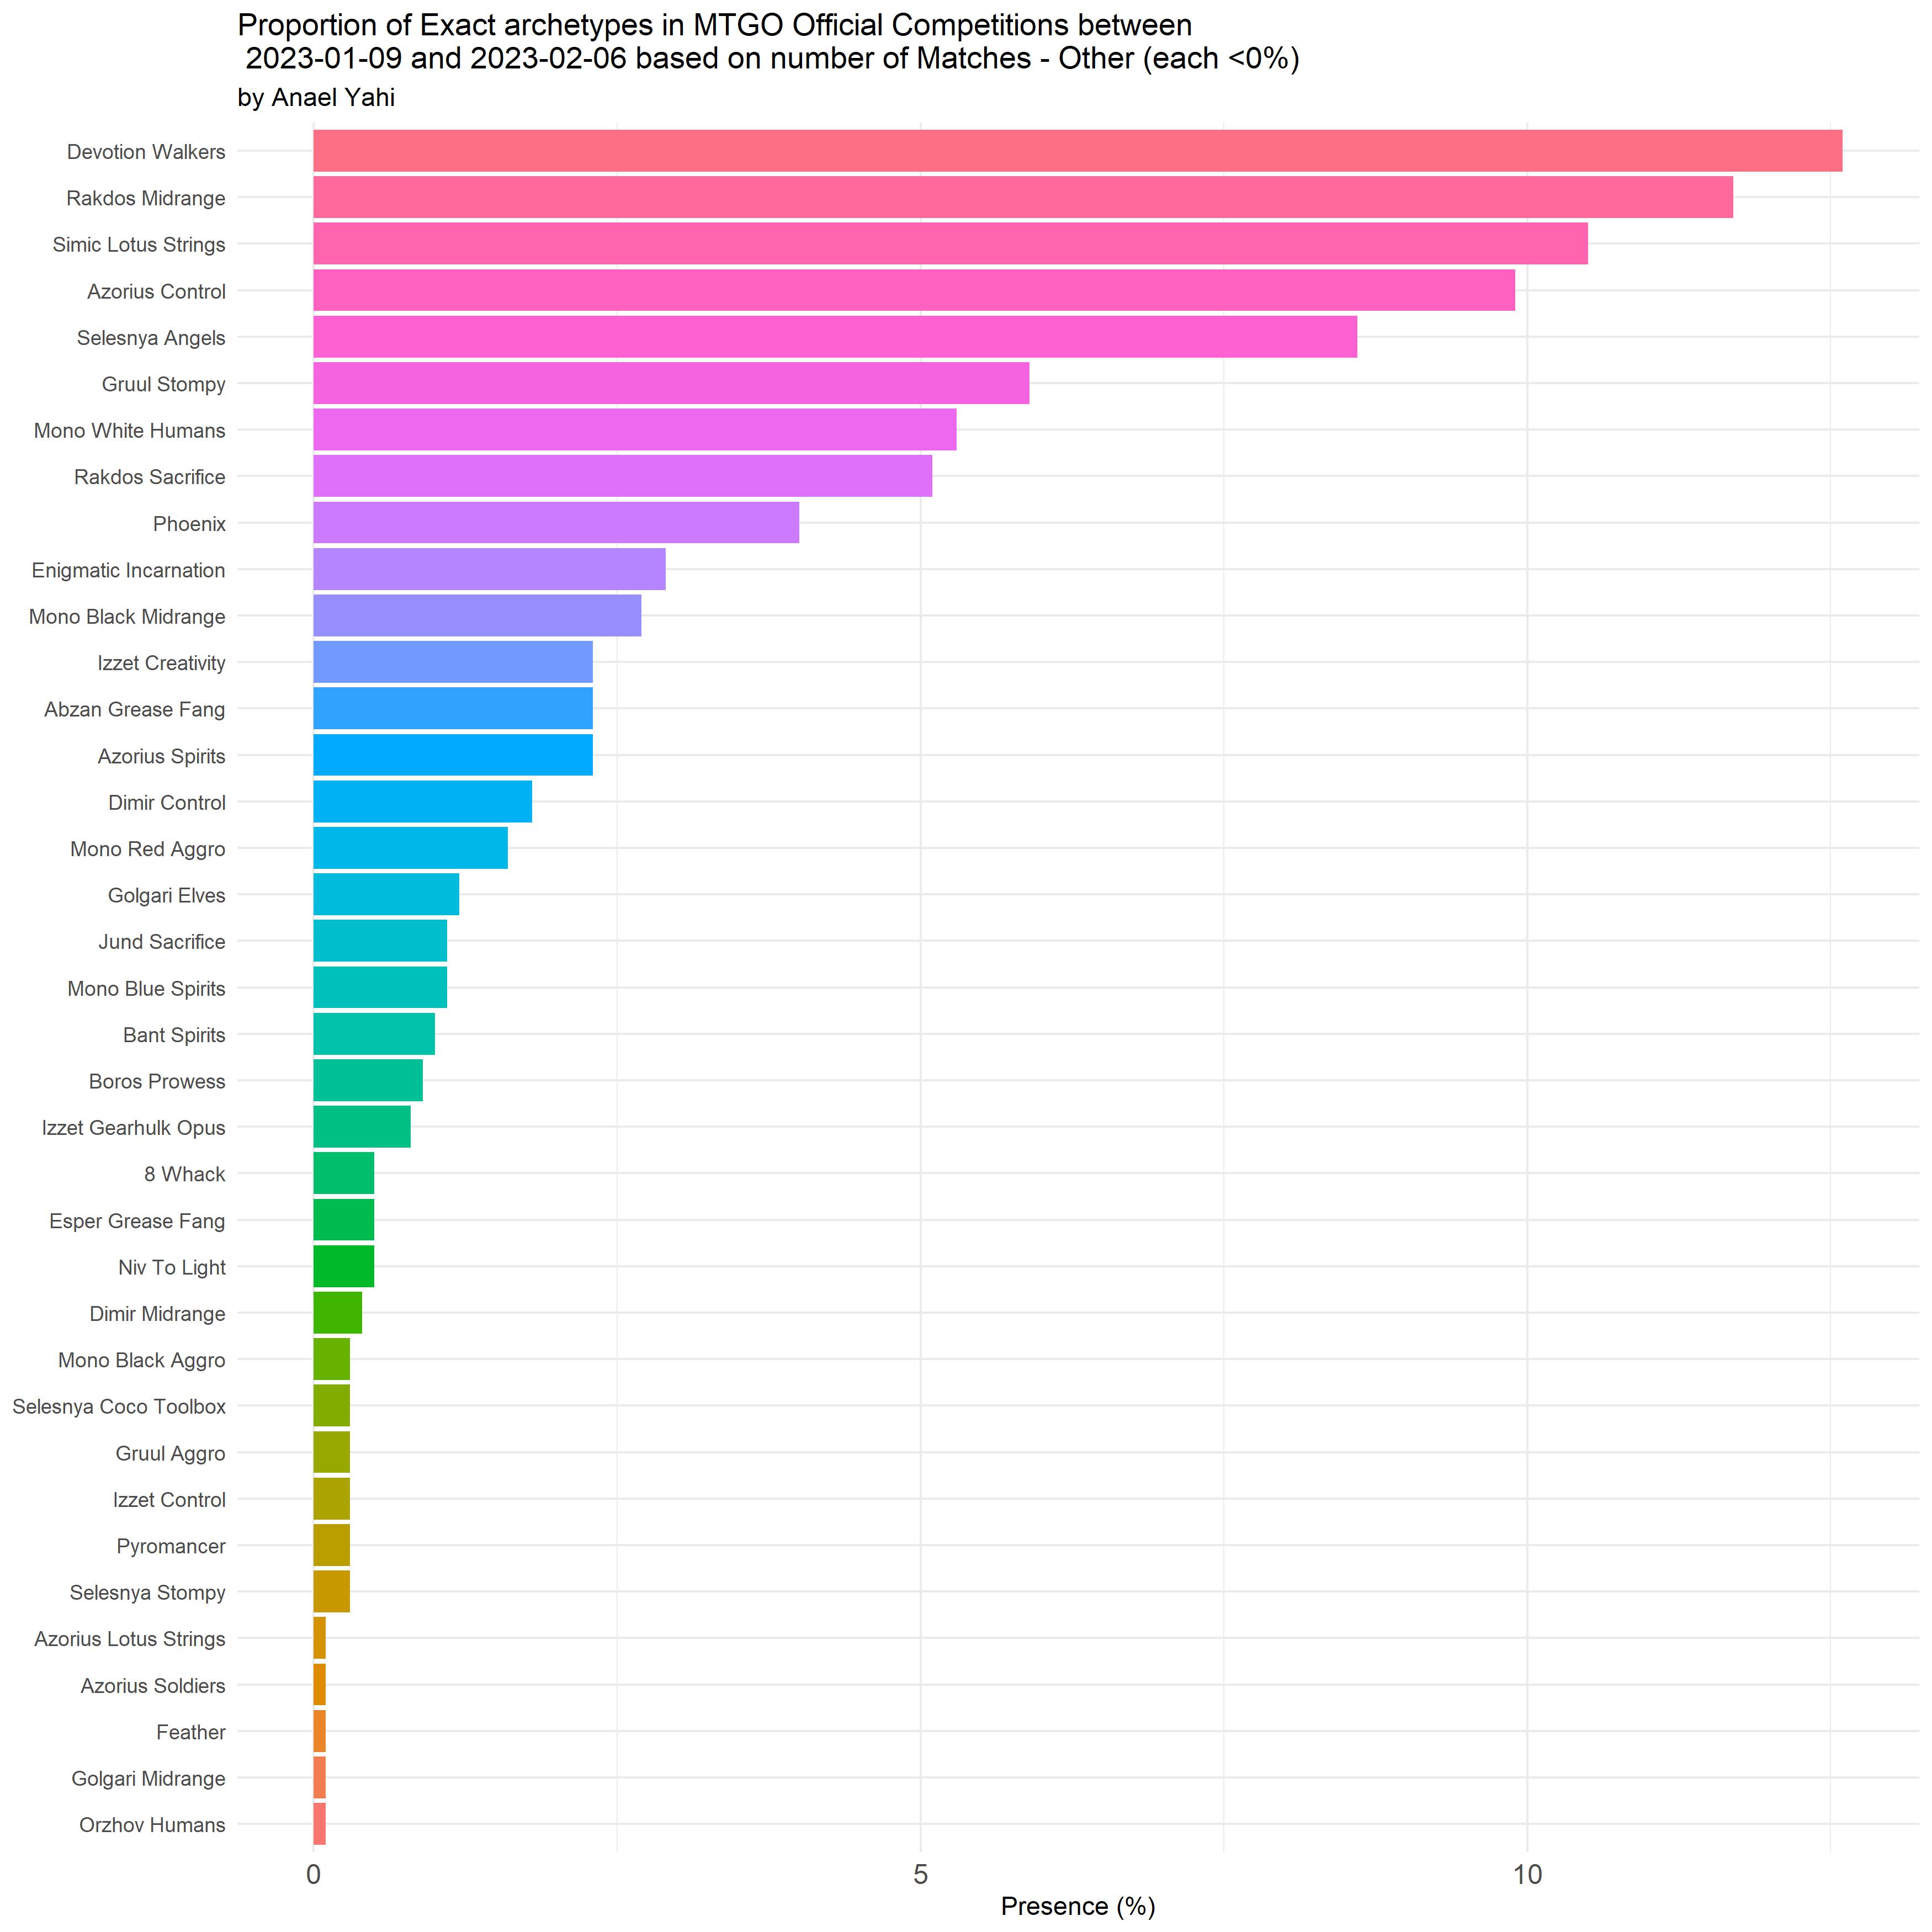 Proportion of Exact archetypes in MTGO Official Competitions between
2023-01-09 and 2023-02-06 based on number of Matches - Other (each <0%)
by Anael Yahi
Devotion Walkers
Rakdos Midrange
Simic Lotus Strings
Azorius Control
Selesnya Angels
Gruul Stompy
Mono White Humans
Rakdos Sacrifice
Phoenix
Enigmatic Incarnation
Mono Black Midrange
Izzet Creativity
Abzan Grease Fang
Azorius Spirits
Dimir Control
Mono Red Aggro
Golgari Elves
Jund Sacrifice
Mono Blue Spirits
Bant Spirits
Boros Prowess
Izzet Gearhulk Opus
8 Whack
Esper Grease Fang
Niv To Light
Dimir Midrange
Mono Black Aggro
Selesnya Coco Toolbox
Gruul Aggro
Izzet Control
Pyromancer
Selesnya Stompy
Azorius Lotus Strings
Azorius Soldiers
Feather
Golgari Midrange
Orzhov Humans
0 5 10
Presence (%)